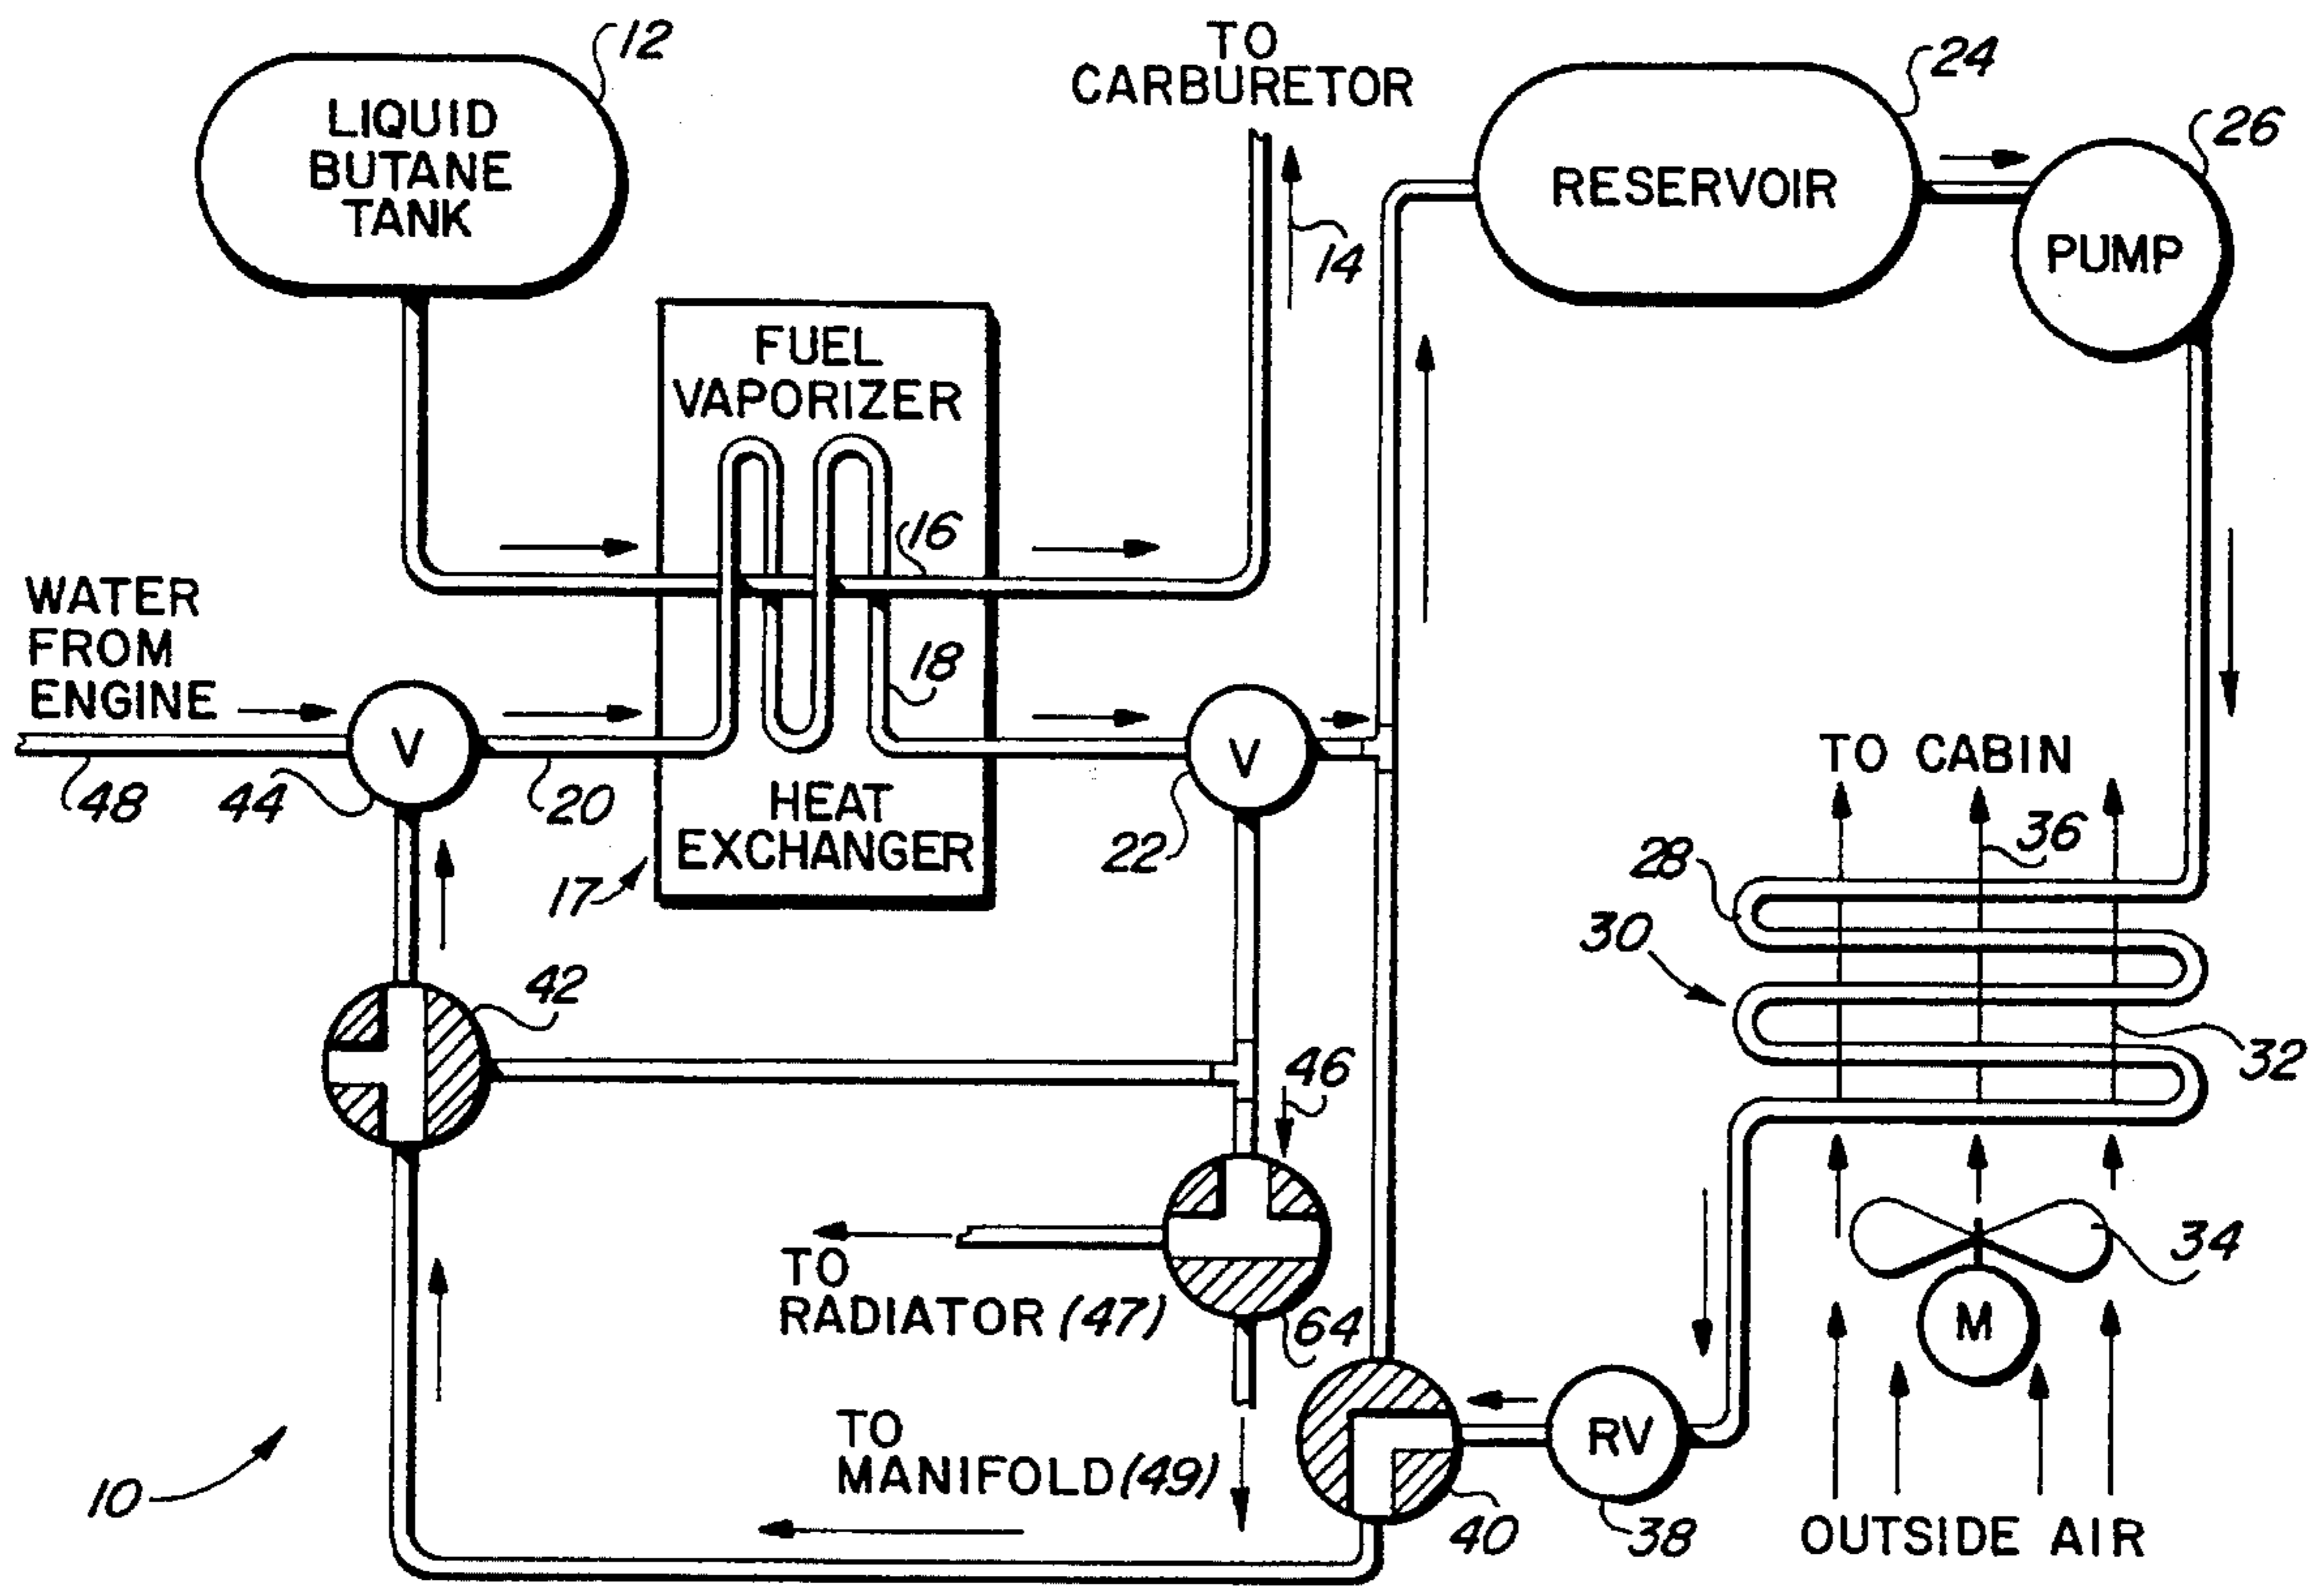 12
LIQUID
BUTANE
TANK
TO
CARBURETOR
14
24
RESERVOIR
26
PUMP
FUEL
VAPORIZER
16
18
WATER
FROM
ENGINE
48
44
V
20
HEAT
EXCHANGER
17
V
22
TO CABIN
36
28
30
32
42
46
34
M
TO
RADIATOR (47)
64
TO
MANIFOLD (49)
40
RV
38
OUTSIDE AIR
10